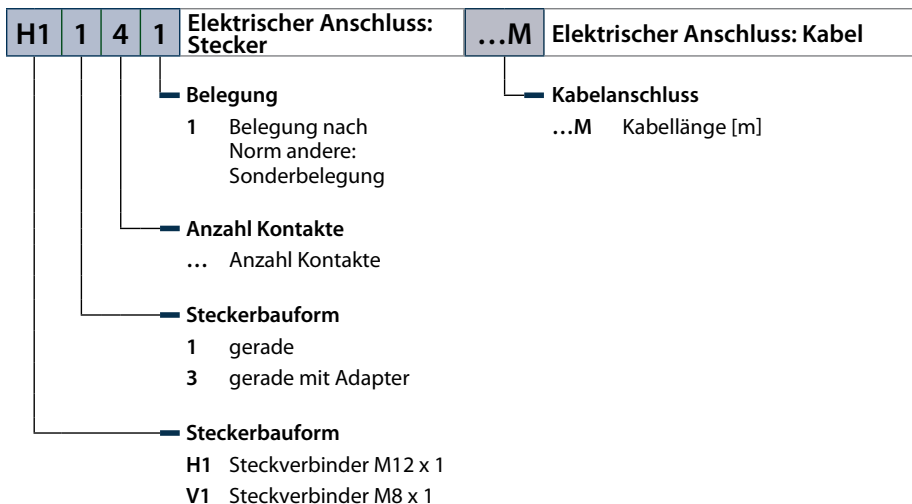 H1 1 4 1 Elektrischer Anschluss:
Stecker
…M Elektrischer Anschluss: Kabel
Belegung
1 Belegung nach
Norm andere:
Sonderbelegung
Kabelanschluss
…M Kabellänge [m]
Anzahl Kontakte
… Anzahl Kontakte
Steckerbauform
1 gerade
3 gerade mit Adapter
Steckerbauform
H1 Steckverbinder M12 x 1
V1 Steckverbinder M8 x 1